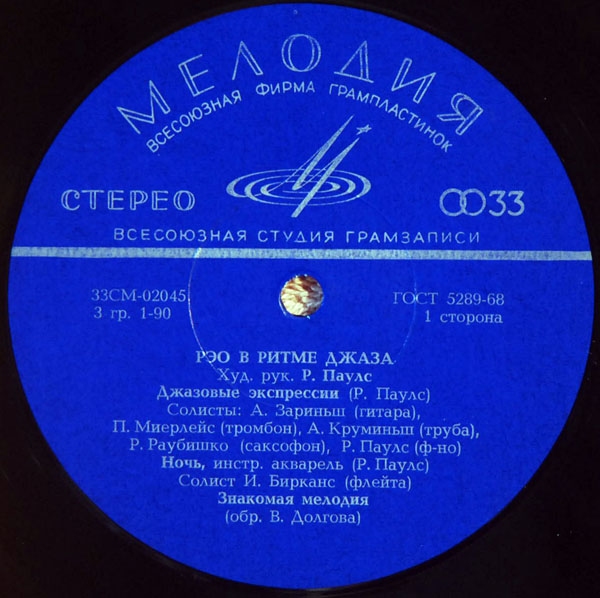 МЕЛОДИЯ
ВСЕСОЮЗНАЯ ФИРМА ГРАМПЛАСТИНОК
СТЕРЕО
33
ВСЕСОЮЗНАЯ СТУДИЯ ГРАМЗАПИСИ
33СМ-02045 ГОСТ 5289-68
3 гр. 1-90 1 сторона
РЭО В РИТМЕ ДЖАЗА
Худ. рук. Р. Паулс
Джазовые экспрессии (Р. Паулс)
Солисты: А. Зариньш (гитара),
П. Миерлейс (тромбон), А. Круминьш (труба),
Р. Раубишко (саксофон), Р. Паулс (ф-но)
Ночь, инстр. акварель (Р. Паулс)
Солист И. Бирканс (флейта)
Знакомая мелодия
(обр. В. Долгова)